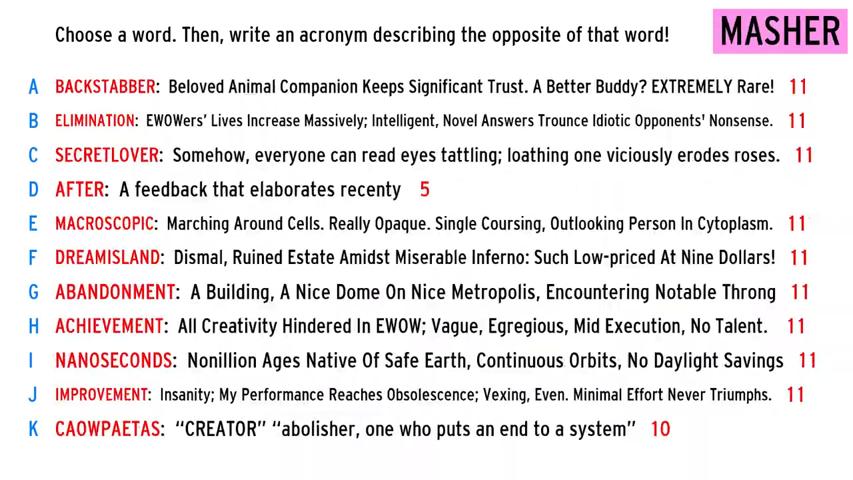 Choose a word. Then, write an acronym describing the opposite of that word!
MASHER
A BACKSTABBER: Beloved Animal Companion Keeps Significant Trust. A Better Buddy? EXTREMELY Rare! 11
B ELIMINATION: EWOWers' Lives Increase Massively; Intelligent, Novel Answers Trounce Idiotic Opponents' Nonsense. 11
C SECRETLOVER: Somehow, everyone can read eyes tattling; loathing one viciously erodes roses. 11
D AFTER: A feedback that elaborates recenty 5
E MACROSCOPIC: Marching Around Cells. Really Opaque. Single Coursing, Outlooking Person In Cytoplasm. 11
F DREAMISLAND: Dismal, Ruined Estate Amidst Miserable Inferno: Such Low-priced At Nine Dollars! 11
G ABANDONMENT: A Building, A Nice Dome On Nice Metropolis, Encountering Notable Throng 11
H ACHIEVEMENT: All Creativity Hindered In EWOW; Vague, Egregious, Mid Execution, No Talent. 11
I NANOSECONDS: Nonillion Ages Native Of Safe Earth, Continuous Orbits, No Daylight Savings 11
J IMPROVEMENT: Insanity; My Performance Reaches Obsolescence; Vexing, Even. Minimal Effort Never Triumphs. 11
K CAOWPAETAS: “CREATOR” “abolisher, one who puts an end to a system” 10